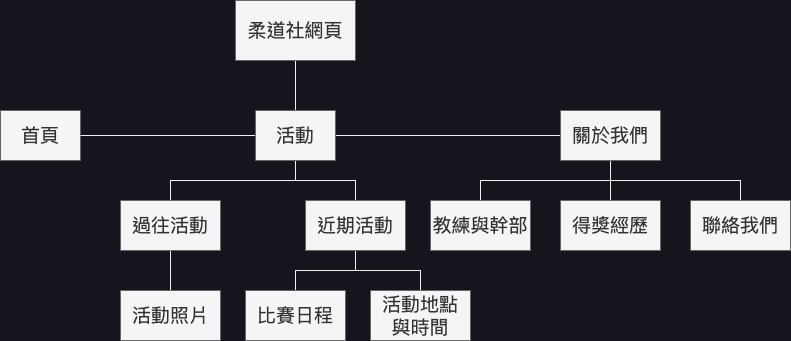 柔道社網頁
首頁
活動
關於我們
過往活動
近期活動
教練與幹部
得獎經歷
聯絡我們
活動照片
比賽日程
活動地點
與時間